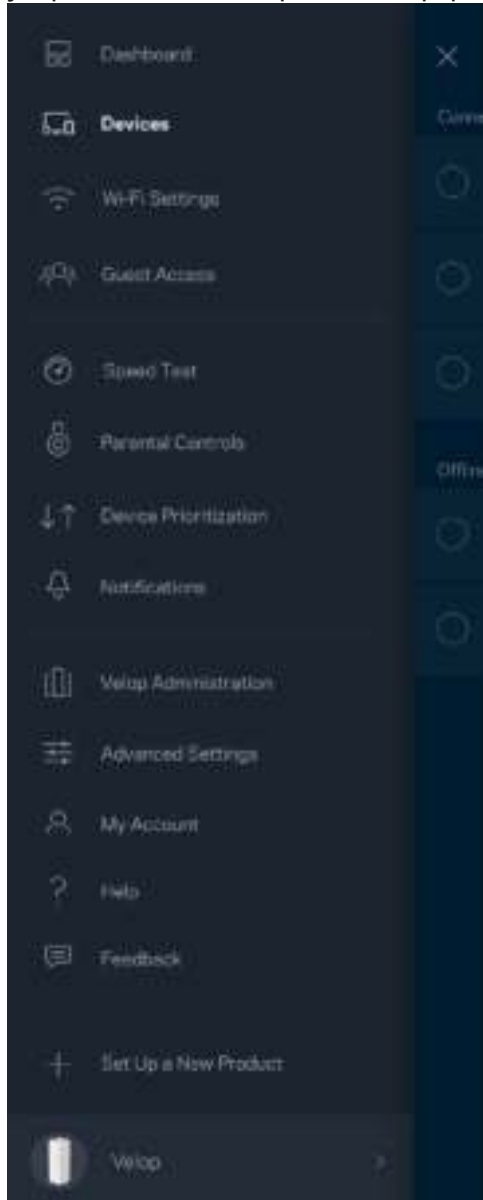 Dashboard
Devices
Wi-Fi Settings
Guest Access
Speed Test
Parental Controls
Device Prioritization
Notifications
Velop Administration
Advanced Settings
My Account
Help
Feedback
Set Up a New Product
Velop